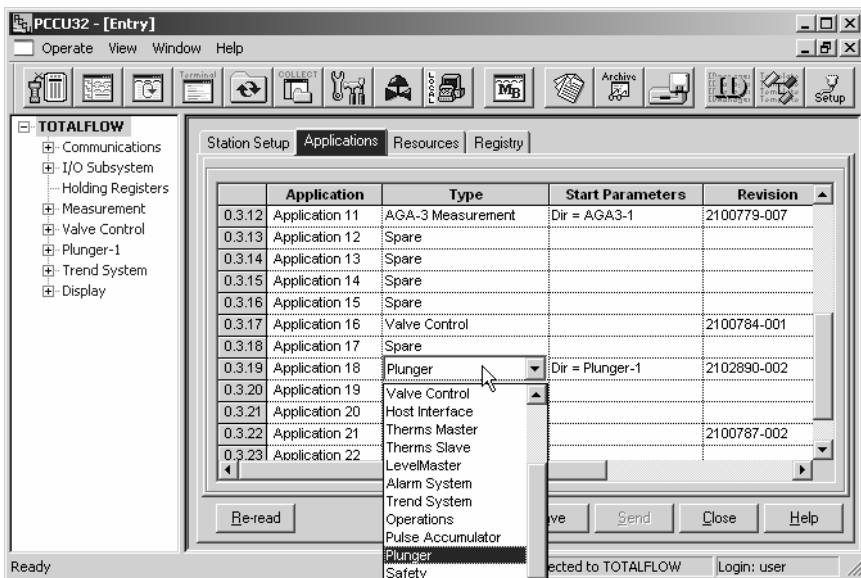 PCCU32 - [Entry]
Operate View Window Help
Terminal
COLLECT
LOCAL
MB
Archive
Setup
TOTALFLOW
Communications
I/O Subsystem
Holding Registers
Measurement
Valve Control
Plunger-1
Trend System
Display
Station Setup Applications Resources Registry
Application Type Start Parameters Revision
0.3.12 Application 11 AGA-3 Measurement Dir = AGA3-1 2100779-007
0.3.13 Application 12 Spare
0.3.14 Application 13 Spare
0.3.15 Application 14 Spare
0.3.16 Application 15 Spare
0.3.17 Application 16 Valve Control 2100784-001
0.3.18 Application 17 Spare
0.3.19 Application 18 Plunger Dir = Plunger-1 2102890-002
0.3.20 Application 19
0.3.21 Application 20
0.3.22 Application 21 2100787-002
0.3.23 Application 22
Valve Control
Host Interface
Therms Master
Therms Slave
LevelMaster
Alarm System
Trend System
Operations
Pulse Accumulator
Plunger
Safety
Re-read ve Send Close Help
Ready ected to TOTALFLOW Login: user